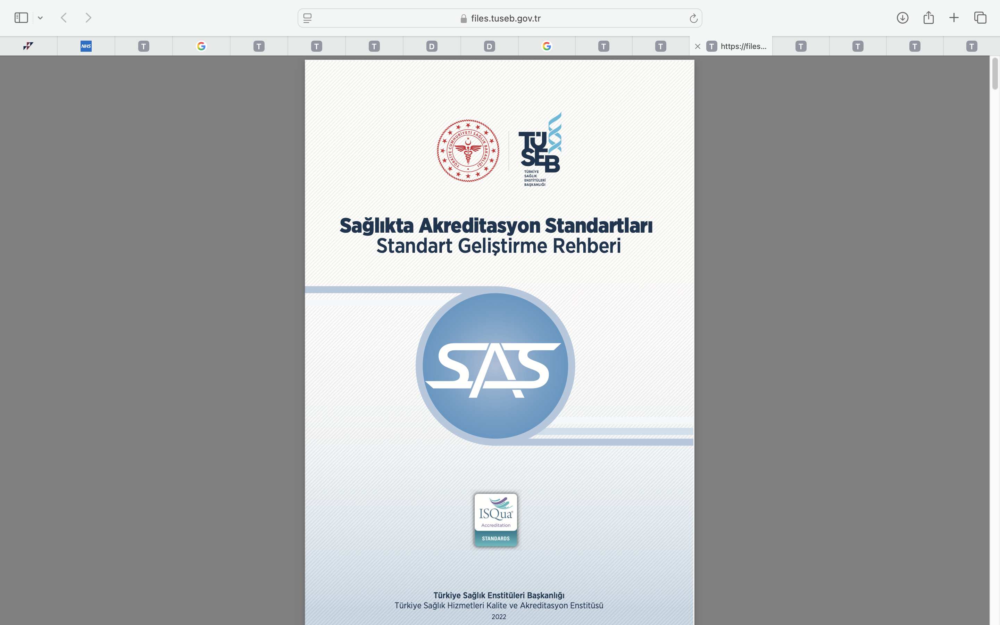 files.tuseb.gov.tr
NHS
T
G
T
T
T
D
D
G
T
T
T https://files...
T
T
T
T
TÜRKİYE CUMHURİYETİ SAĞLIK BAKANLIĞI
TÜSEB
TÜRKİYE
SAĞLIK
ENSTİTÜLERİ
BAŞKANLIĞI
Sağlıkta Akreditasyon Standartları
Standart Geliştirme Rehberi
SAS
ISQua®
Accreditation
STANDARDS
Türkiye Sağlık Enstitüleri Başkanlığı
Türkiye Sağlık Hizmetleri Kalite ve Akreditasyon Enstitüsü
2022